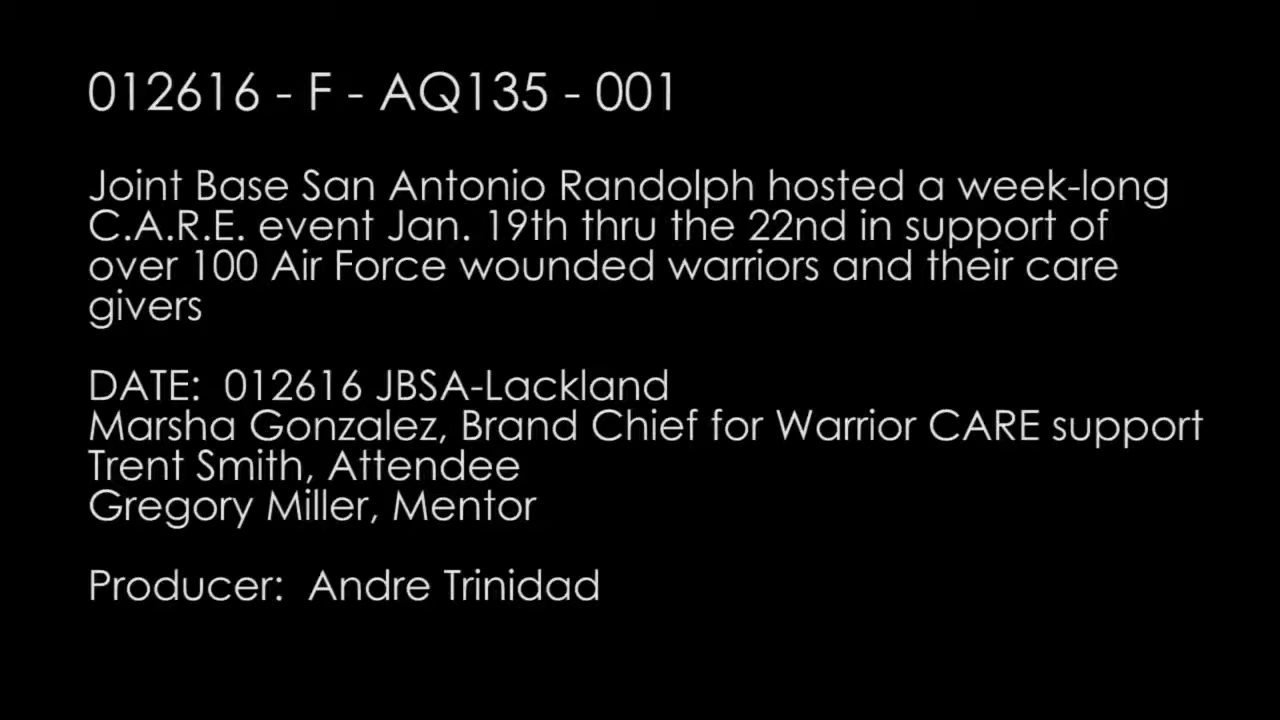 012616 - F - AQ135 - 001
Joint Base San Antonio Randolph hosted a week-long
C.A.R.E. event Jan. 19th thru the 22nd in support of
over 100 Air Force wounded warriors and their care
givers
DATE:  012616 JBSA-Lackland
Marsha Gonzalez, Brand Chief for Warrior CARE support
Trent Smith, Attendee
Gregory Miller, Mentor
Producer:  Andre Trinidad